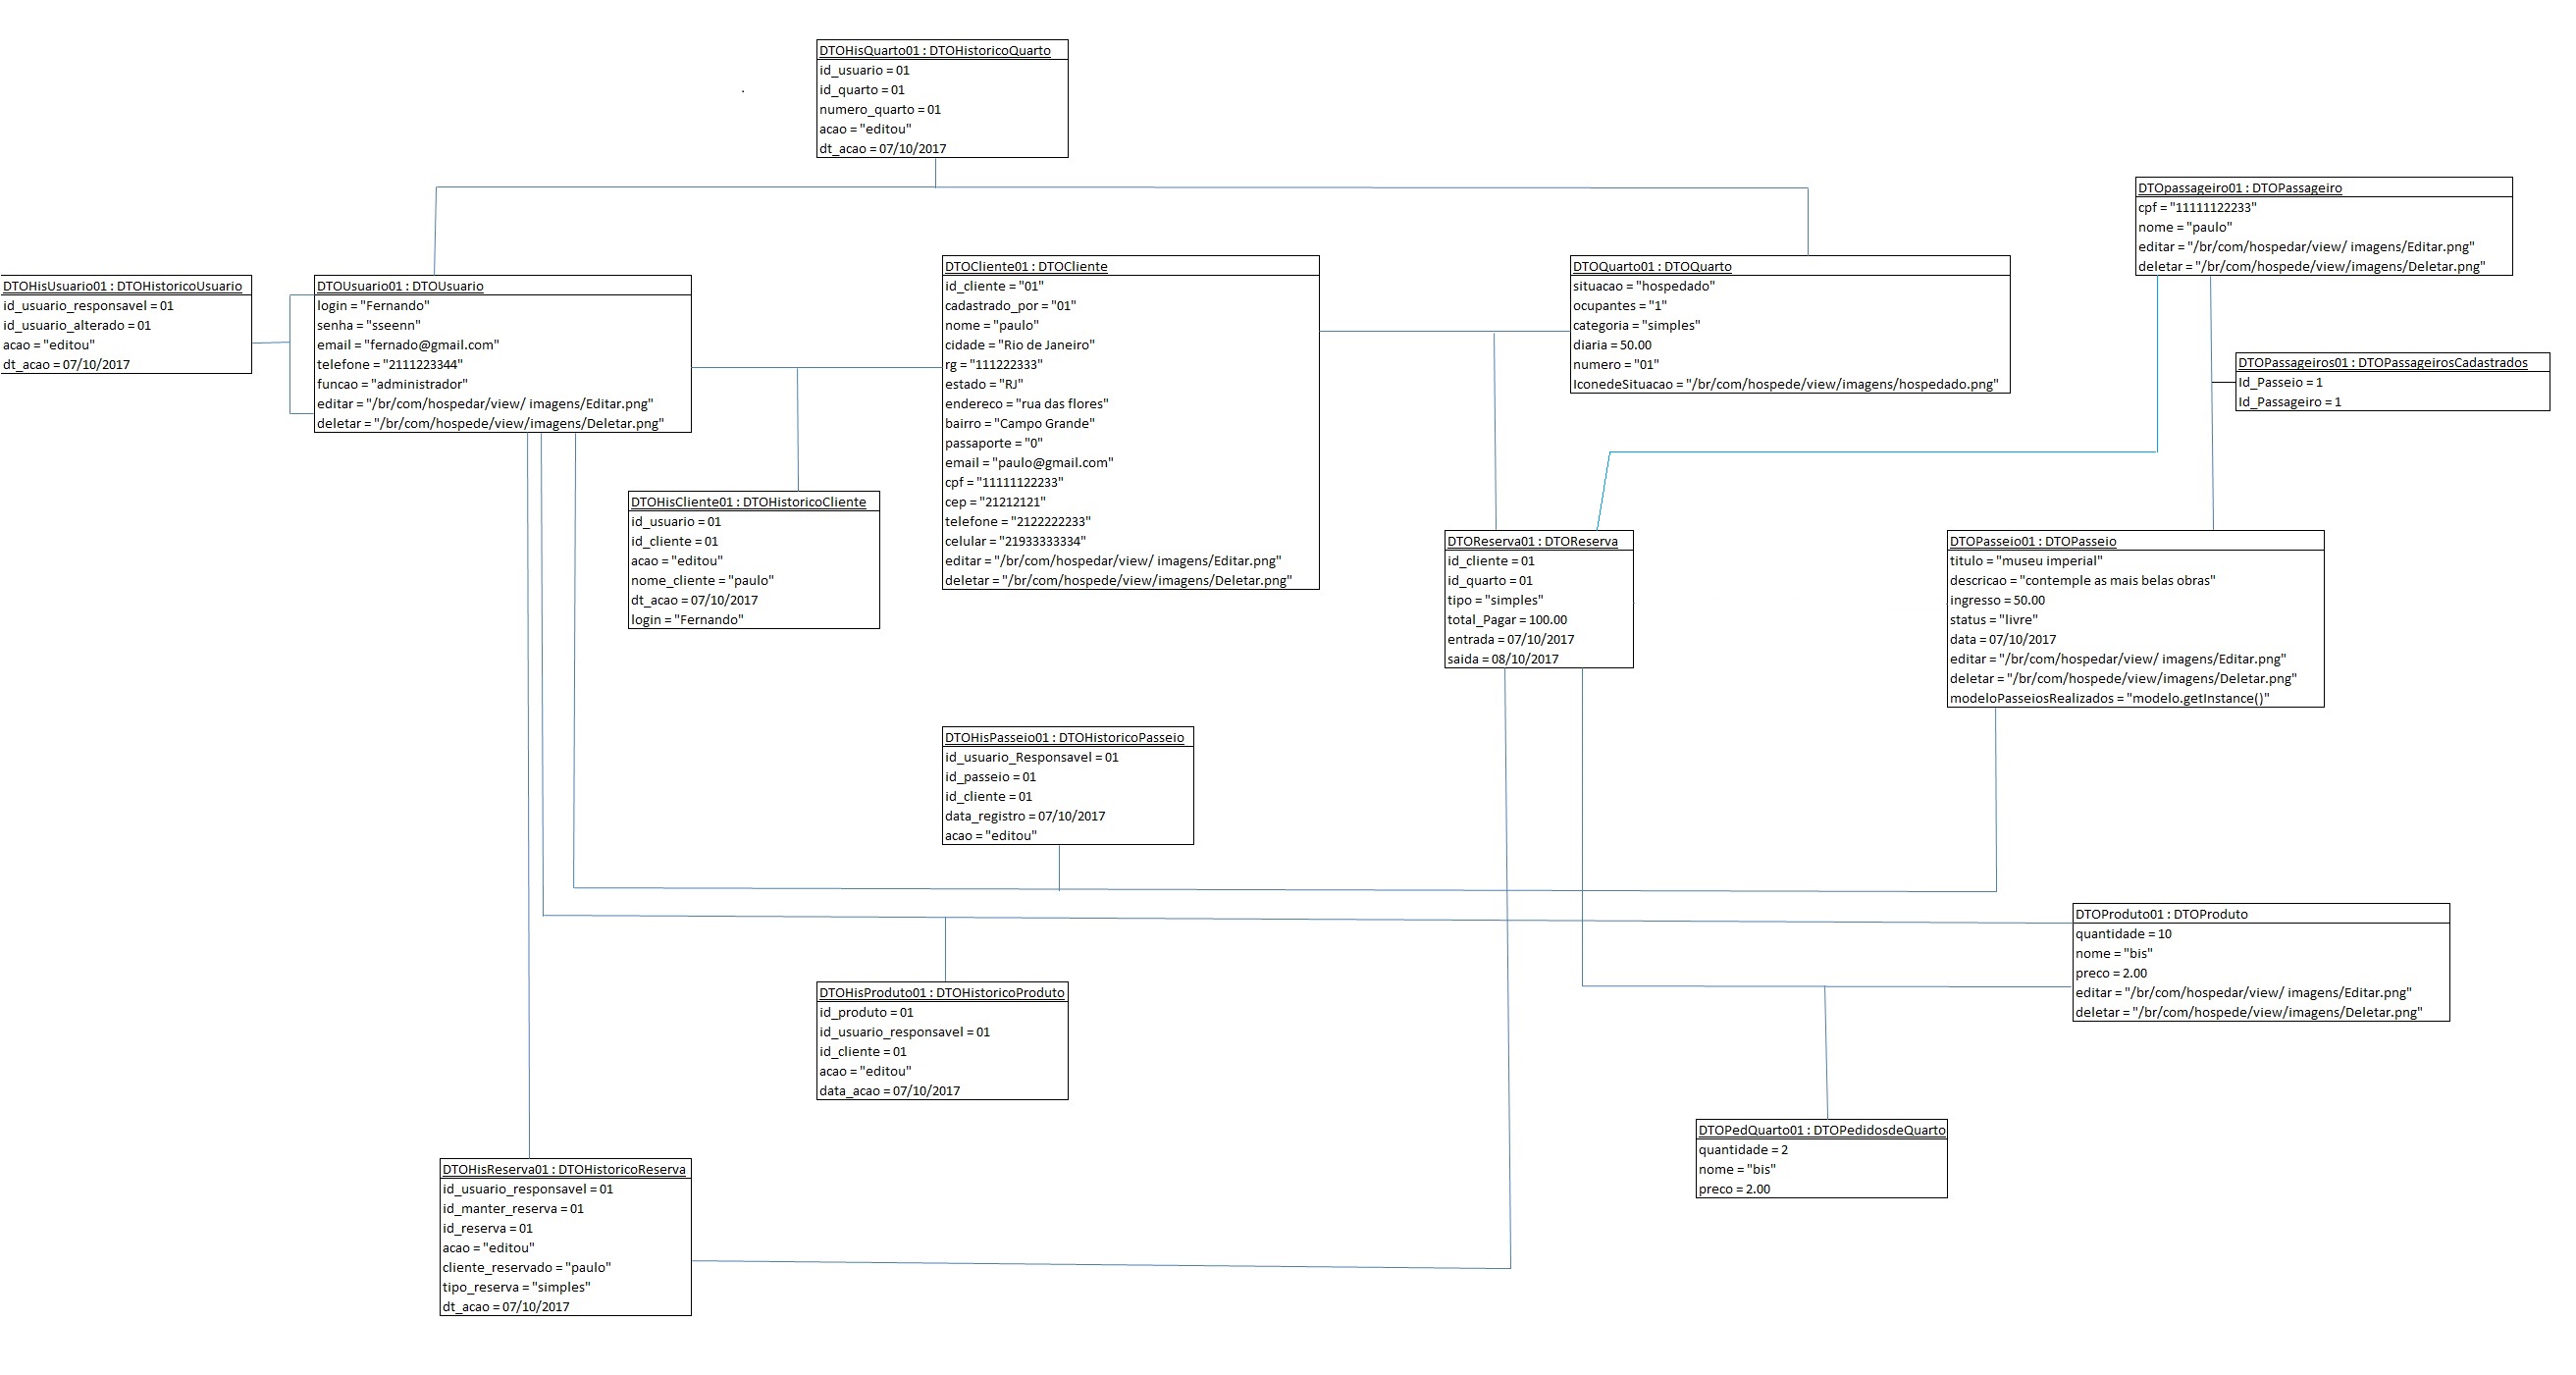 DTOHisQuarto01 : DTOHistoricoQuarto
id_usuario = 01
id_quarto = 01
numero_quarto = 01
acao = "editou"
dt_acao = 07/10/2017
DTOpassageiro01 : DTOPassageiro
cpf = "11111122233"
nome = "paulo"
editar = "/br/com/hospedar/view/ imagens/Editar.png"
deletar = "/br/com/hospede/view/imagens/Deletar.png"
DTOHisUsuario01 : DTOHistoricoUsuario
id_usuario_responsavel = 01
id_usuario_alterado = 01
acao = "editou"
dt_acao = 07/10/2017
DTOUsuario01 : DTOUsuario
login = "Fernando"
senha = "sseenn"
email = "fernado@gmail.com"
telefone = "2111223344"
funcao = "administrador"
editar = "/br/com/hospedar/view/ imagens/Editar.png"
deletar = "/br/com/hospede/view/imagens/Deletar.png"
DTOCliente01 : DTOCliente
id_cliente = "01"
cadastrado_por = "01"
nome = "paulo"
cidade = "Rio de Janeiro"
rg = "111222333"
estado = "RJ"
endereco = "rua das flores"
bairro = "Campo Grande"
passaporte = "0"
email = "paulo@gmail.com"
cpf = "11111122233"
cep = "21212121"
telefone = "2122222233"
celular = "21933333334"
editar = "/br/com/hospedar/view/ imagens/Editar.png"
deletar = "/br/com/hospede/view/imagens/Deletar.png"
DTOQuarto01 : DTOQuarto
situacao = "hospedado"
ocupantes = "1"
categoria = "simples"
diaria = 50.00
numero = "01"
IconedeSituacao = "/br/com/hospede/view/imagens/hospedado.png"
DTOPassageiros01 : DTOPassageirosCadastrados
Id_Passeio = 1
Id_Passageiro = 1
DTOHisCliente01 : DTOHistoricoCliente
id_usuario = 01
id_cliente = 01
acao = "editou"
nome_cliente = "paulo"
dt_acao = 07/10/2017
login = "Fernando"
DTOReserva01 : DTOReserva
id_cliente = 01
id_quarto = 01
tipo = "simples"
total_Pagar = 100.00
entrada = 07/10/2017
saida = 08/10/2017
DTOPasseio01 : DTOPasseio
titulo = "museu imperial"
descricao = "contemple as mais belas obras"
ingresso = 50.00
status = "livre"
data = 07/10/2017
editar = "/br/com/hospedar/view/ imagens/Editar.png"
deletar = "/br/com/hospede/view/imagens/Deletar.png"
modeloPasseiosRealizados = "modelo.getInstance()"
DTOHisPasseio01 : DTOHistoricoPasseio
id_usuario_Responsavel = 01
id_passeio = 01
id_cliente = 01
data_registro = 07/10/2017
acao = "editou"
DTOProduto01 : DTOProduto
quantidade = 10
nome = "bis"
preco = 2.00
editar = "/br/com/hospedar/view/ imagens/Editar.png"
deletar = "/br/com/hospede/view/imagens/Deletar.png"
DTOHisProduto01 : DTOHistoricoProduto
id_produto = 01
id_usuario_responsavel = 01
id_cliente = 01
acao = "editou"
data_acao = 07/10/2017
DTOPedQuarto01 : DTOPedidosdeQuarto
quantidade = 2
nome = "bis"
preco = 2.00
DTOHisReserva01 : DTOHistoricoReserva
id_usuario_responsavel = 01
id_manter_reserva = 01
id_reserva = 01
acao = "editou"
cliente_reservado = "paulo"
tipo_reserva = "simples"
dt_acao = 07/10/2017